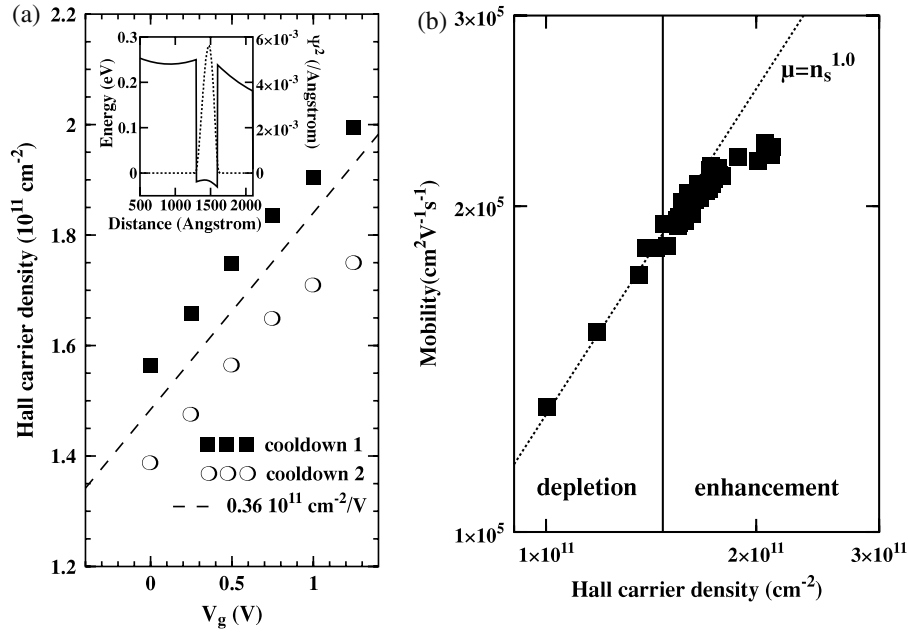 (a)
2.2
2
1.8
1.6
1.4
1.2
Hall carrier density (10^11 cm^-2)
0
0.5
1
V_g (V)
0.3
0.2
0.1
0
Energy (eV)
6×10^-3
4×10^-3
2×10^-3
0
Ψ^2 (/Angstrom)
500 1000 1500 2000
Distance (Angstrom)
cooldown 1
cooldown 2
0.36 10^11 cm^-2/V
(b)
3×10^5
2×10^5
1×10^5
Mobility(cm^2V^-1s^-1)
μ=n_s^1.0
depletion
enhancement
1×10^11
2×10^11
3×10^11
Hall carrier density (cm^-2)